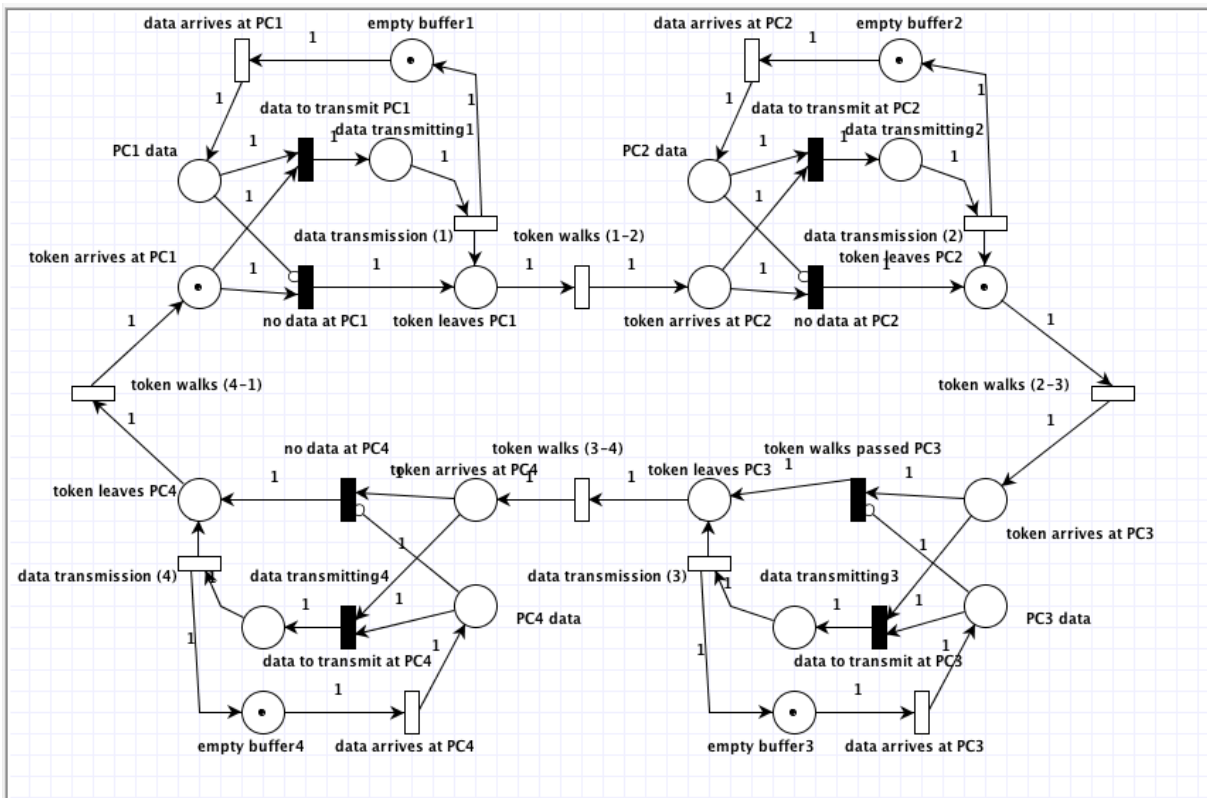 data arrives at PC1
1
empty buffer1
data arrives at PC2
1
empty buffer2
1
1
data to transmit PC1
1
1
data to transmit at PC2
1
1
PC1 data
1
1
data transmitting1
1
PC2 data
1
1
data transmitting2
1
1
1
token arrives at PC1
1
data transmission (1)
1
token walks (1-2)
1
1
1
data transmission (2)
token leaves PC2
1
no data at PC1
token leaves PC1
token arrives at PC2
no data at PC2
1
1
token walks (4-1)
token walks (2-3)
1
1
no data at PC4
token walks (3-4)
token walks passed PC3
token leaves PC4
1
1
token arrives at PC4
1
1
token leaves PC3
1
1
token arrives at PC3
1
1
data transmission (4)
1
data transmitting4
data transmission (3)
1
data transmitting3
1
1
1
1
PC4 data
PC3 data
1
1
data to transmit at PC4
1
1
data to transmit at PC3
1
1
1
empty buffer4
data arrives at PC4
empty buffer3
data arrives at PC3